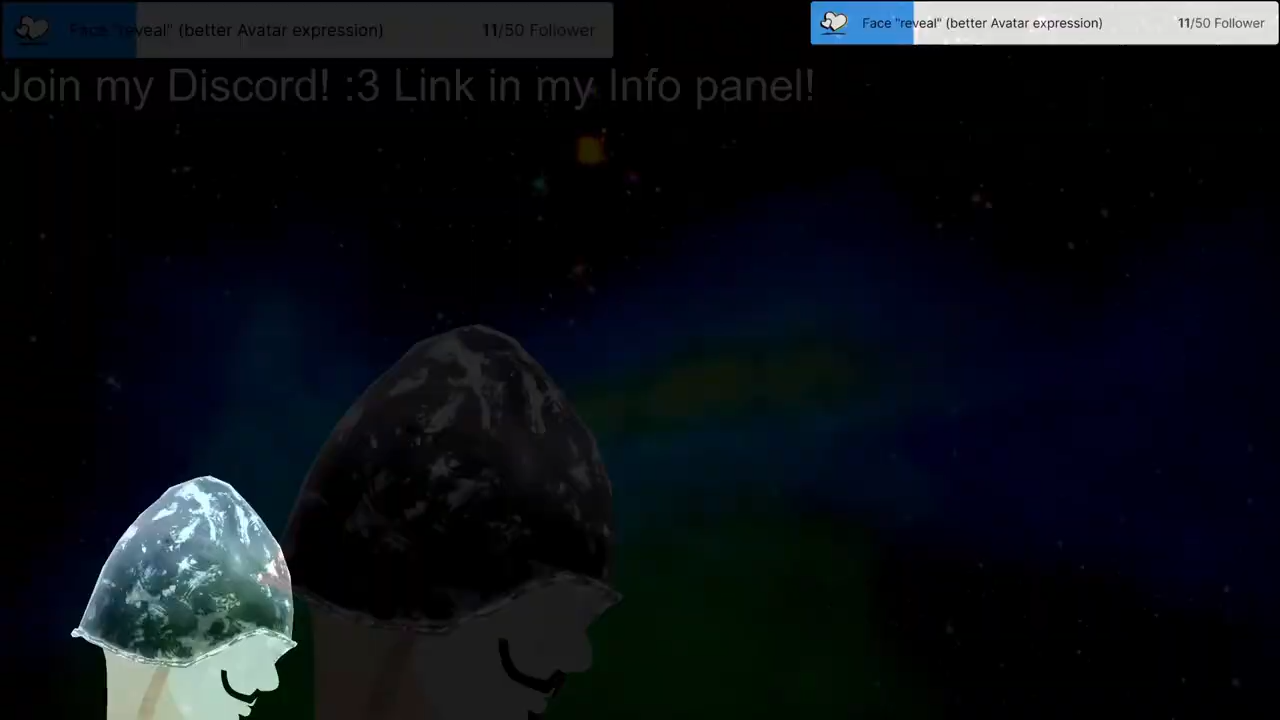 Face "reveal" (better Avatar expression) 11/50 Follower
Face "reveal" (better Avatar expression) 11/50 Follower
Join my Discord! :3 Link in my Info panel!